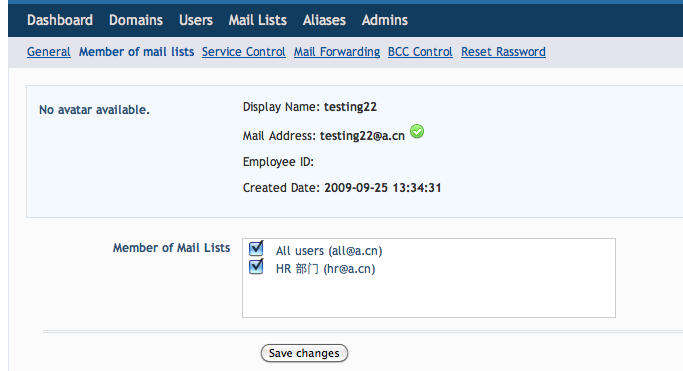 Dashboard Domains Users Mail Lists Aliases Admins
General Member of mail lists Service Control Mail Forwarding BCC Control Reset Rassword
No avatar available.
Display Name: testing22
Mail Address: testing22@a.cn
Employee ID:
Created Date: 2009-09-25 13:34:31
Member of Mail Lists
All users (all@a.cn)
HR 部门 (hr@a.cn)
Save changes